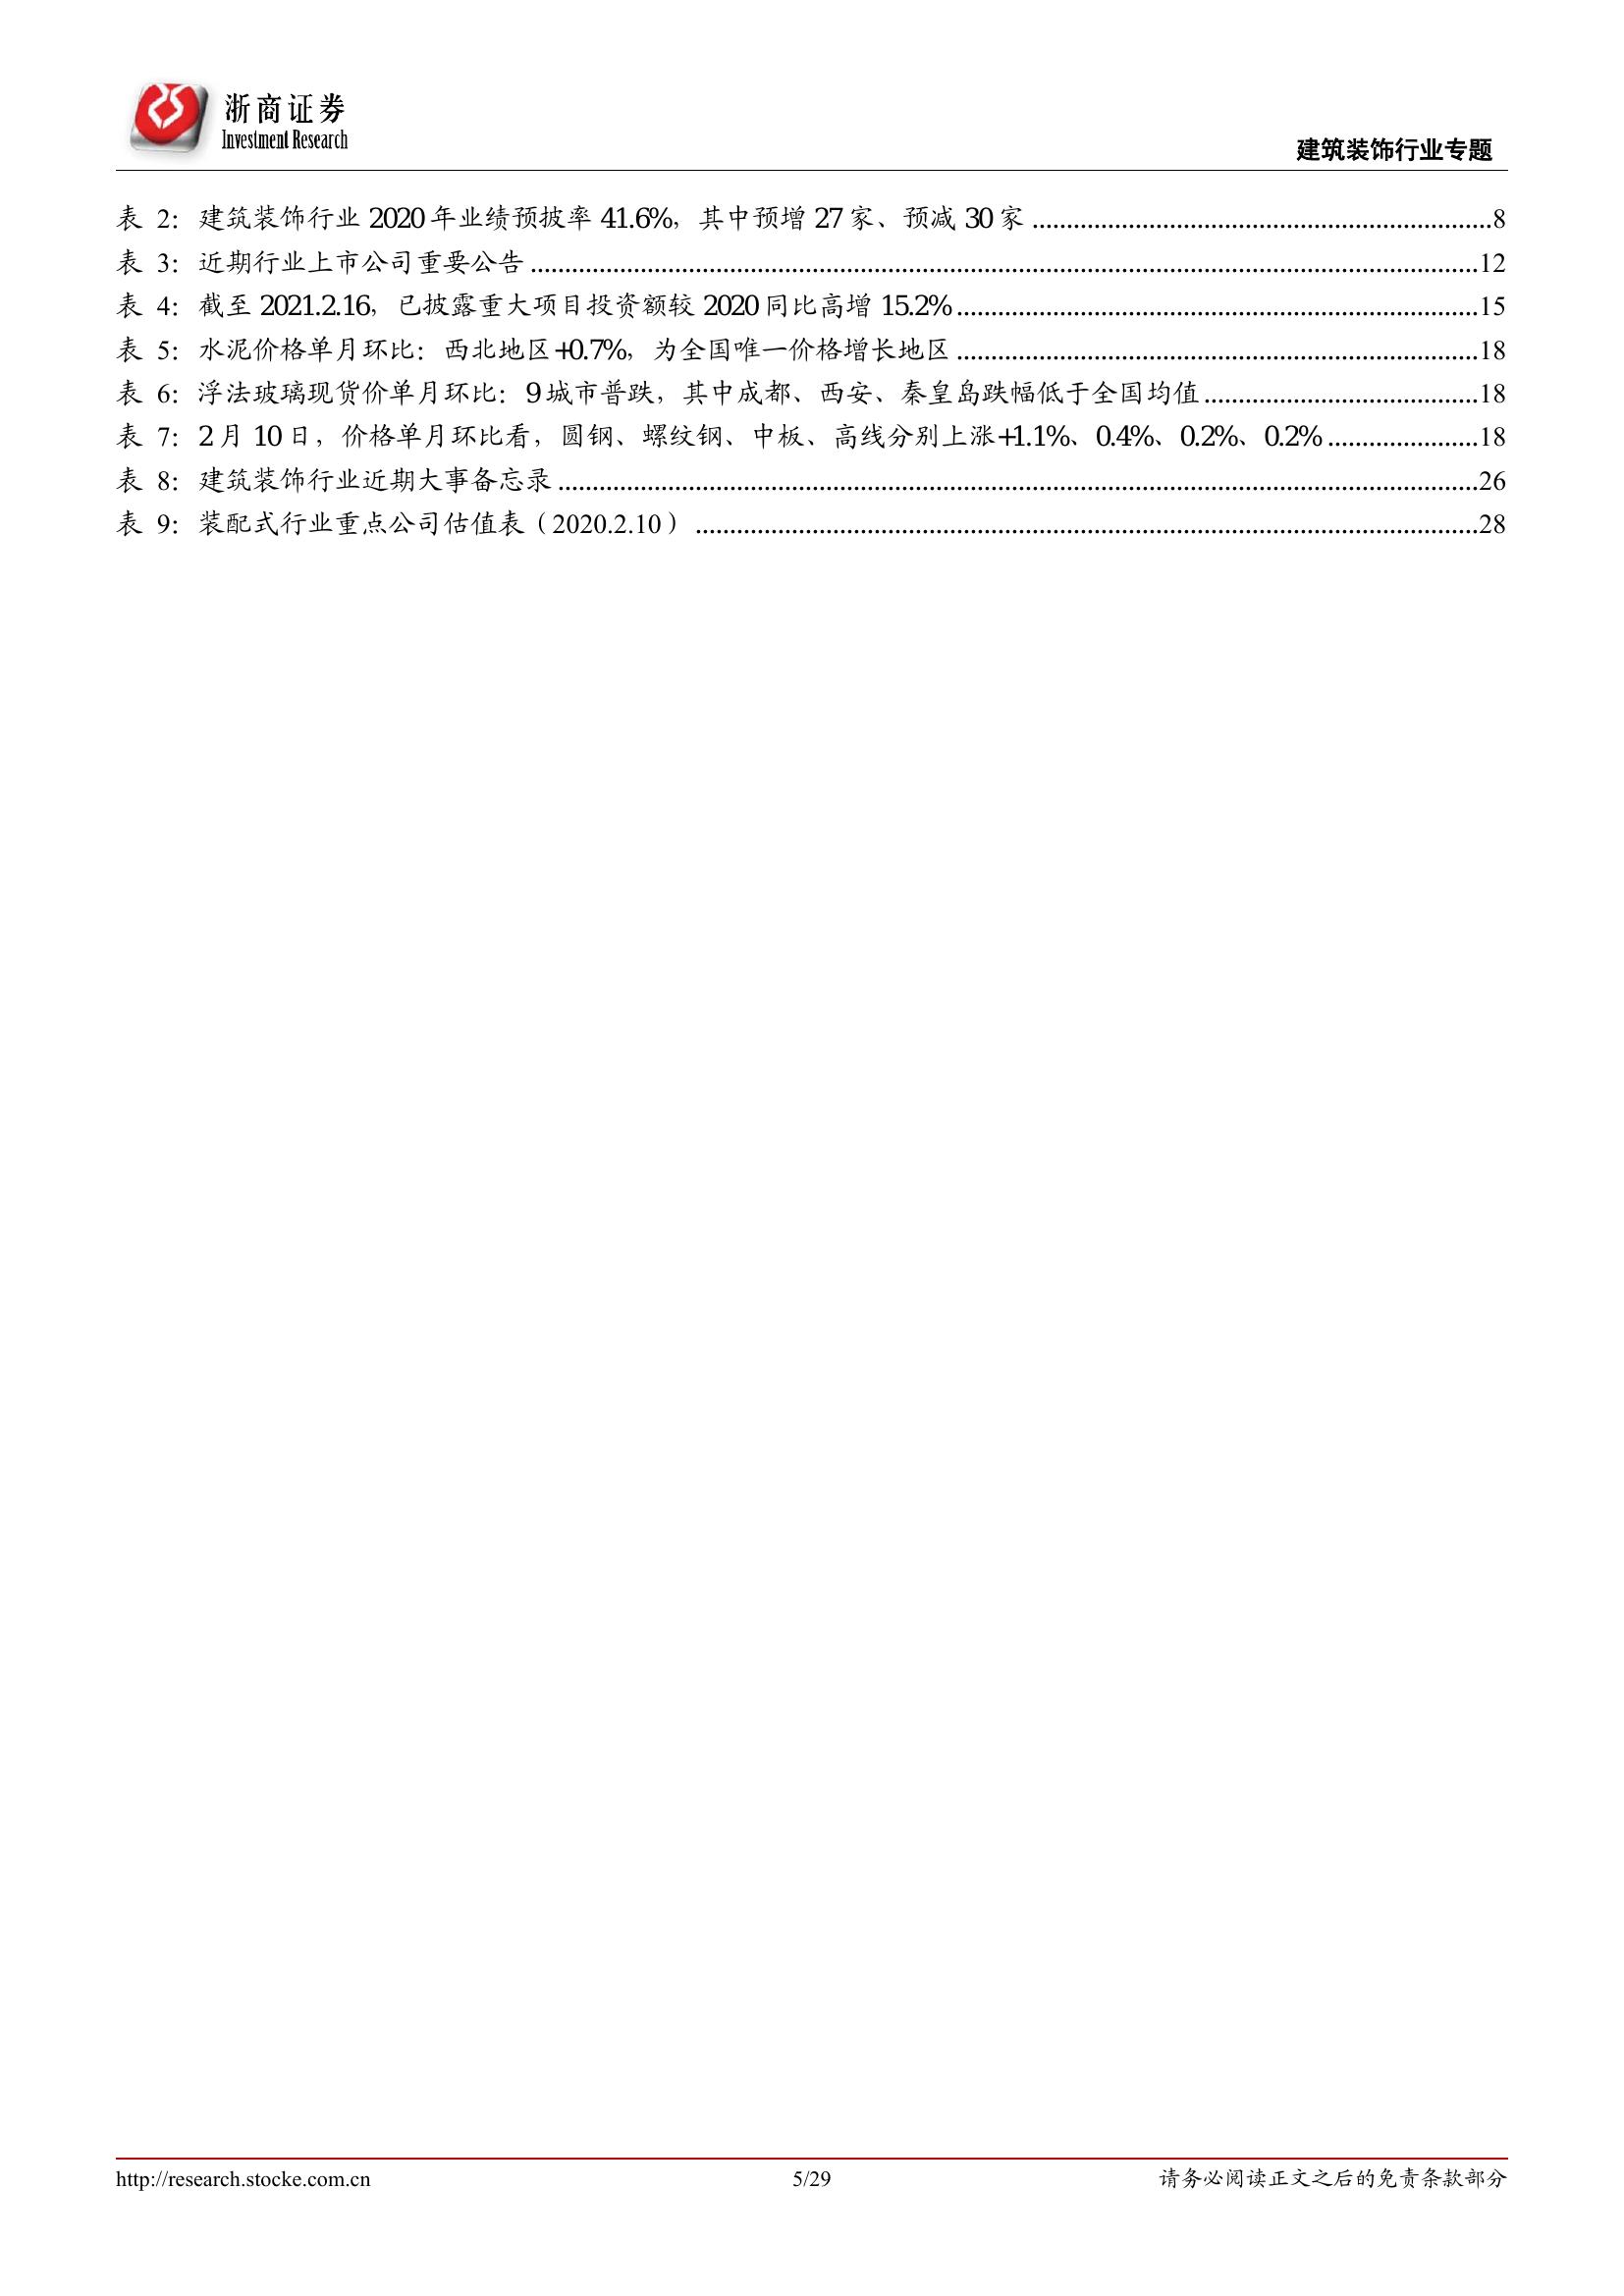 浙商证券
Investment Research
建筑装饰行业专题
表 2：建筑装饰行业 2020 年业绩预披率 41.6%，其中预增 27 家、预减 30 家........8
表 3：近期行业上市公司重要公告........12
表 4：截至 2021.2.16，已披露重大项目投资额较 2020 同比高增 15.2%........15
表 5：水泥价格单月环比：西北地区+0.7%，为全国唯一价格增长地区........18
表 6：浮法玻璃现货价单月环比：9 城市普跌，其中成都、西安、秦皇岛跌幅低于全国均值........18
表 7：2 月 10 日，价格单月环比看，圆钢、螺纹钢、中板、高线分别上涨+1.1%、0.4%、0.2%、0.2%........18
表 8：建筑装饰行业近期大事备忘录........26
表 9：装配式行业重点公司估值表（2020.2.10）........28
http://research.stocke.com.cn
5/29
请务必阅读正文之后的免责条款部分